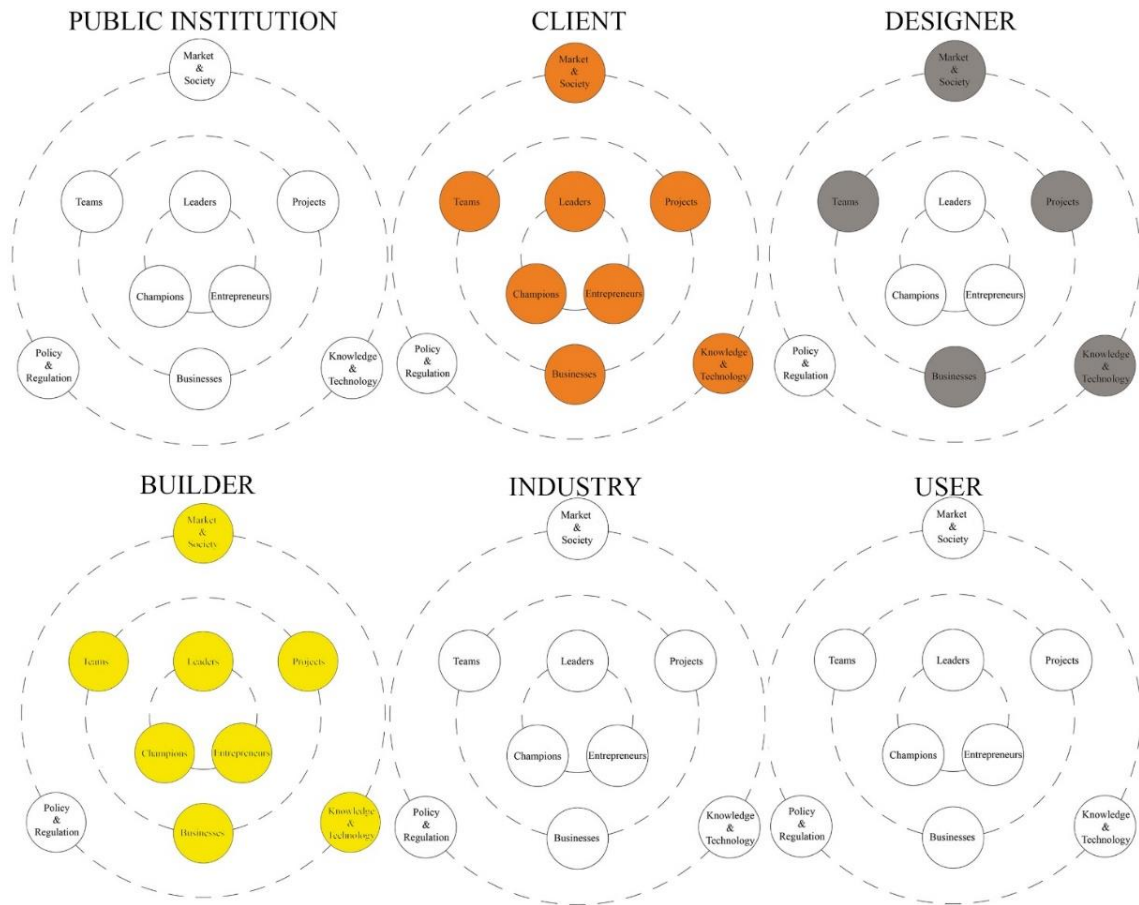 PUBLIC INSTITUTION
Market
&
Society
Teams
Leaders
Projects
Champions
Entrepreneurs
Policy
&
Regulation
Businesses
Knowledge
&
Technology
CLIENT
Market
&
Society
Teams
Leaders
Projects
Champions
Entrepreneurs
Policy
&
Regulation
Businesses
Knowledge
&
Technology
DESIGNER
Market
&
Society
Teams
Leaders
Projects
Champions
Entrepreneurs
Policy
&
Regulation
Businesses
Knowledge
&
Technology
BUILDER
Market
&
Society
Teams
Leaders
Projects
Champions
Entrepreneurs
Policy
&
Regulation
Businesses
Knowledge
&
Technology
INDUSTRY
Market
&
Society
Teams
Leaders
Projects
Champions
Entrepreneurs
Policy
&
Regulation
Businesses
Knowledge
&
Technology
USER
Market
&
Society
Teams
Leaders
Projects
Champions
Entrepreneurs
Policy
&
Regulation
Businesses
Knowledge
&
Technology